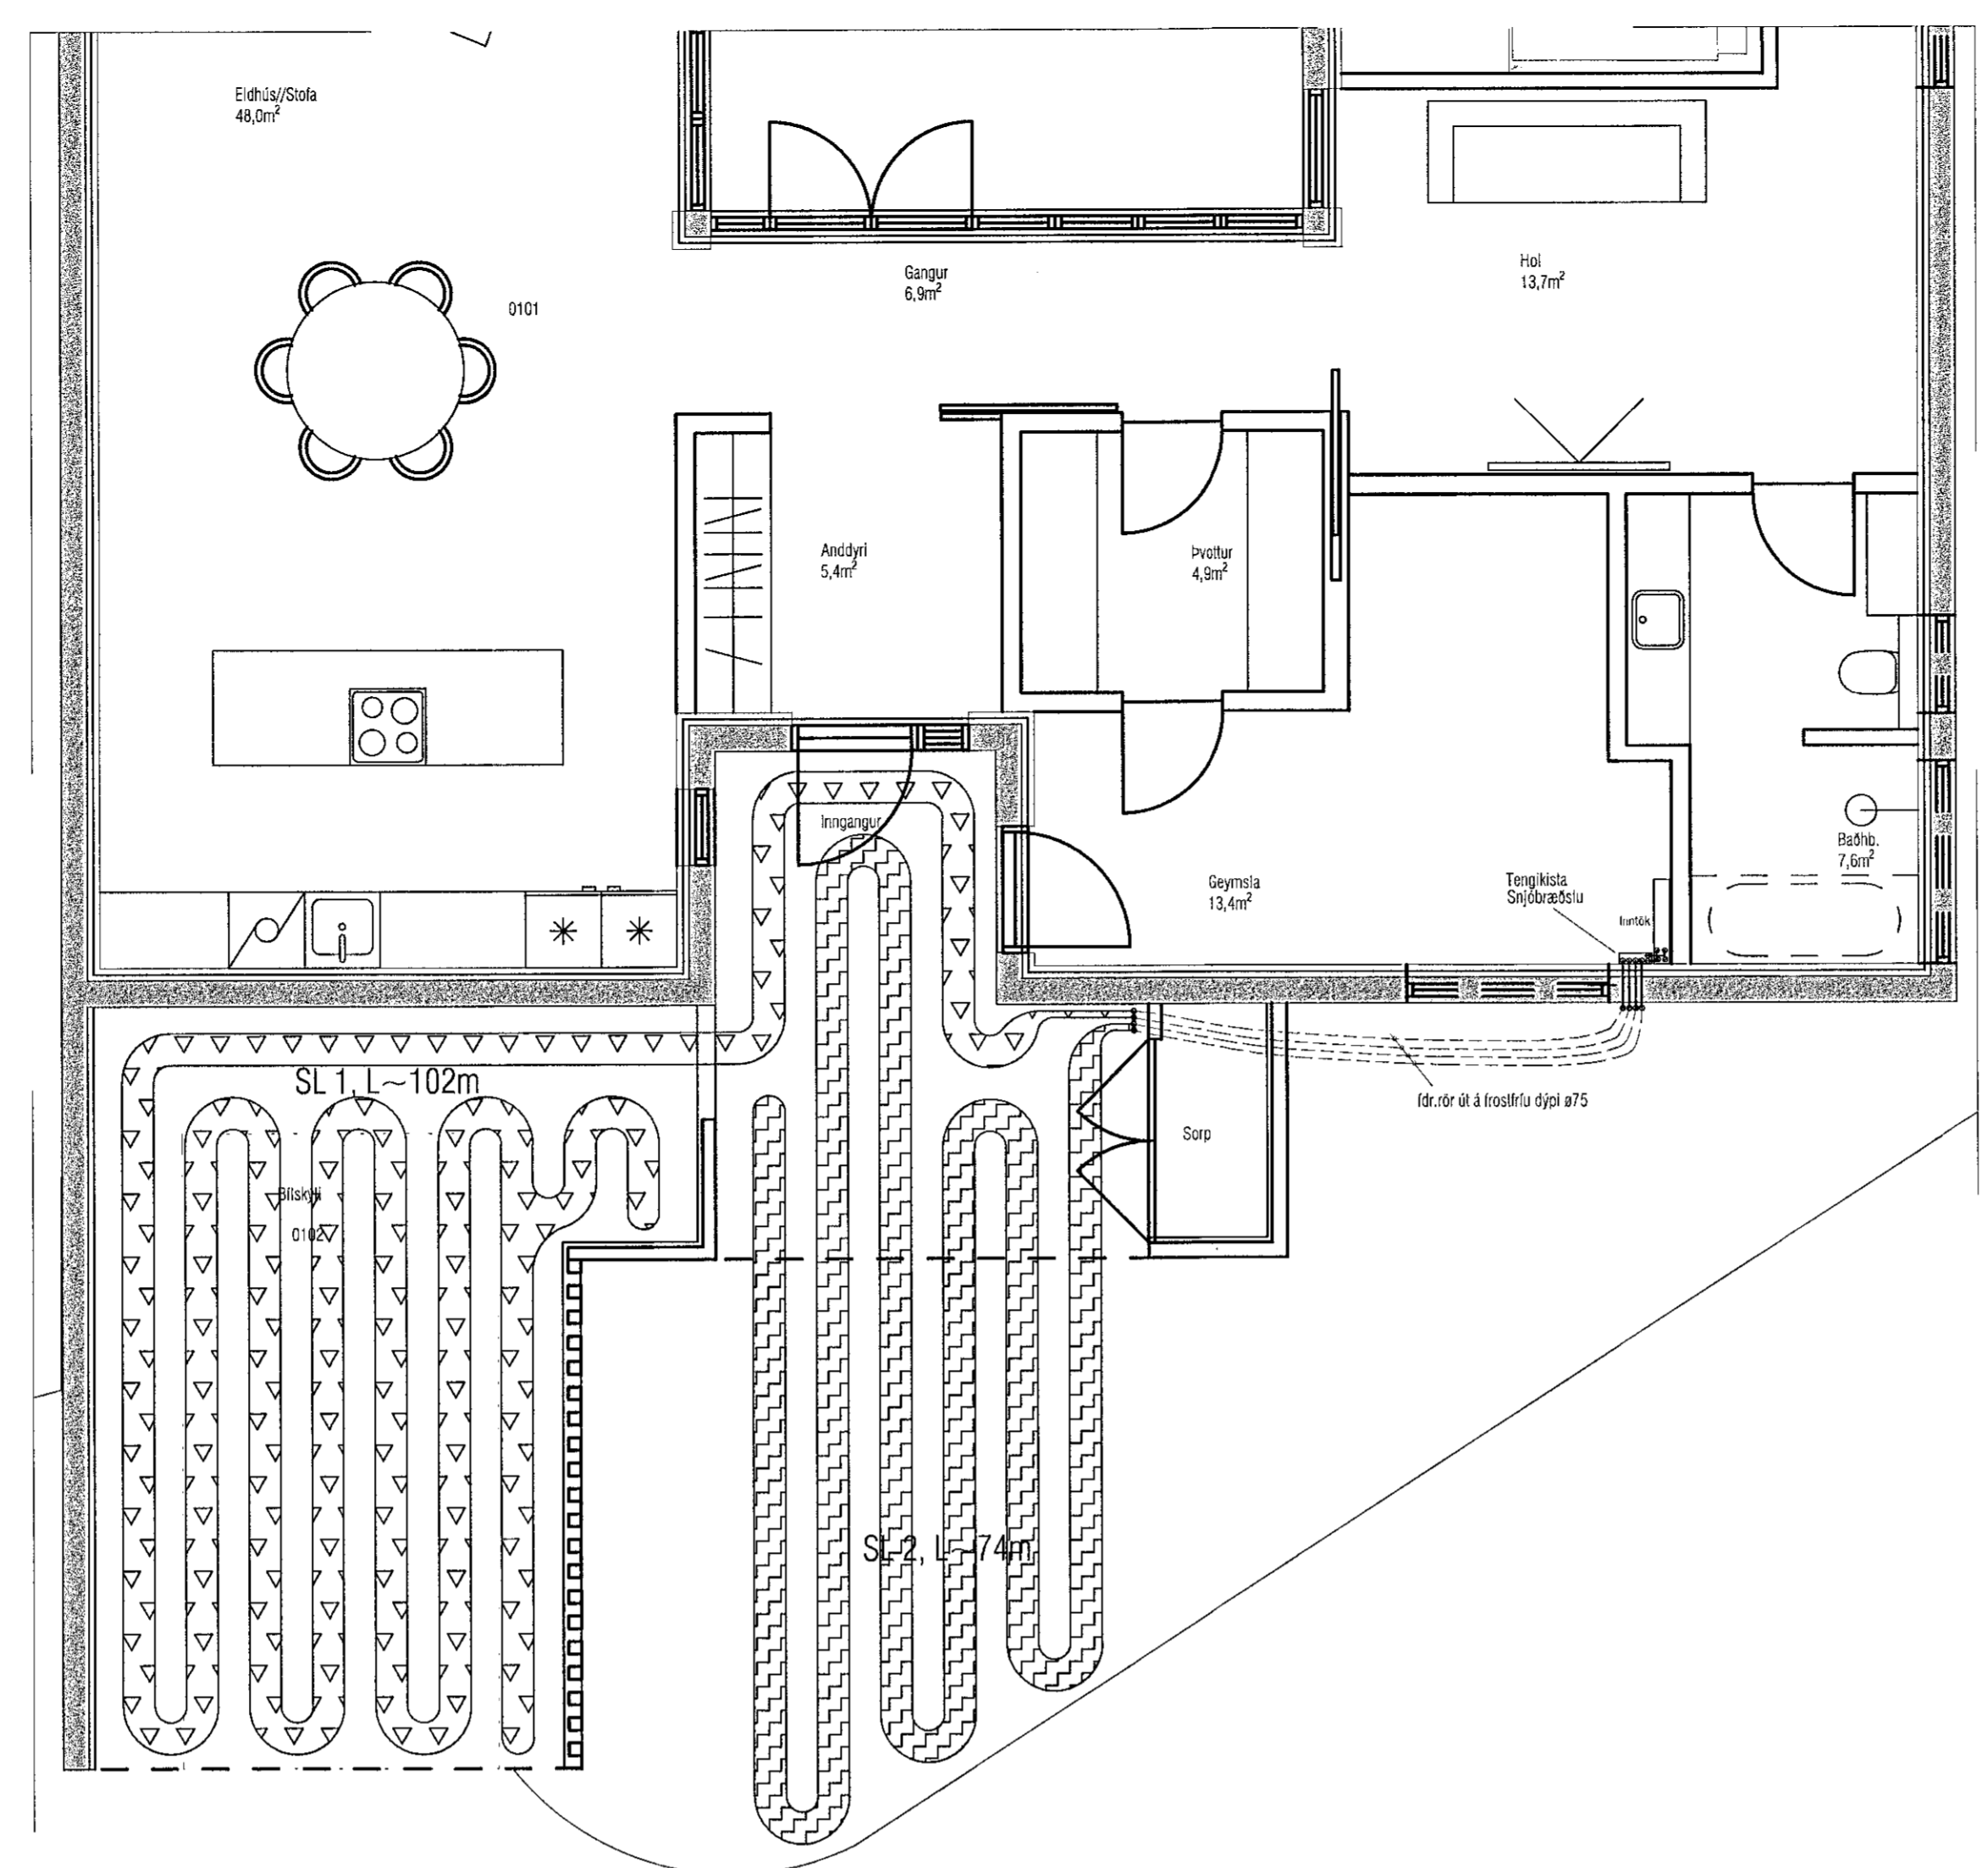 Eldhús//Stofa
48,0m²
0101
Gangur
6,9m²
Hol
13,7m²
Anddyri
5,4m²
Þvottur
4,9m²
Inngangur
Geymsla
13,4m²
Tengikista
Snjóbræðslu
Inntök
Baðhb.
7,6m²
SL 1, L~102m
fdr.rör út á frostfríu dýpi ø75
Sorp
Bílskýli
0102
SL 2, L~74m